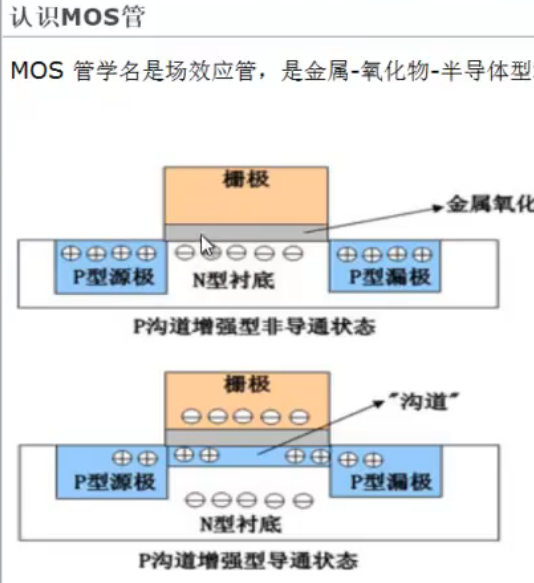 认识MOS管
MOS 管学名是场效应管，是金属-氧化物-半导体型
栅极
金属氧化
P型源极
N型衬底
P型漏极
P沟道增强型非导通状态
栅极
"沟道"
P型源极
P型漏极
N型衬底
P沟道增强型导通状态